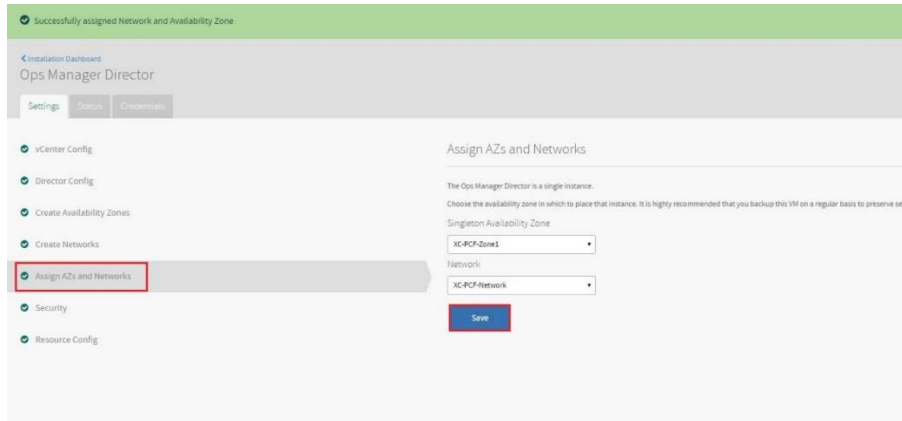 Successfully assigned Network and Availability Zone
Installation Dashboard
Ops Manager Director
Settings Status Credentials
vCenter Config
Director Config
Create Availability Zones
Create Networks
Assign AZs and Networks
Security
Resource Config
Assign AZs and Networks
The Ops Manager Director is a single instance.
Choose the availability zone in which to place that instance. It is highly recommended that you backup this VM on a regular basis to preserve se
Singleton Availability Zone
XC-PCF-Zone1
Network
XC-PCF-Network
Save